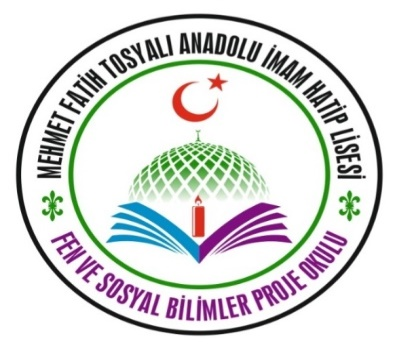 MEHMET FATİH TOSYALI ANADOLU İMAM HATİP LİSESİ
FEN VE SOSYAL BİLİMLER PROJE OKULU